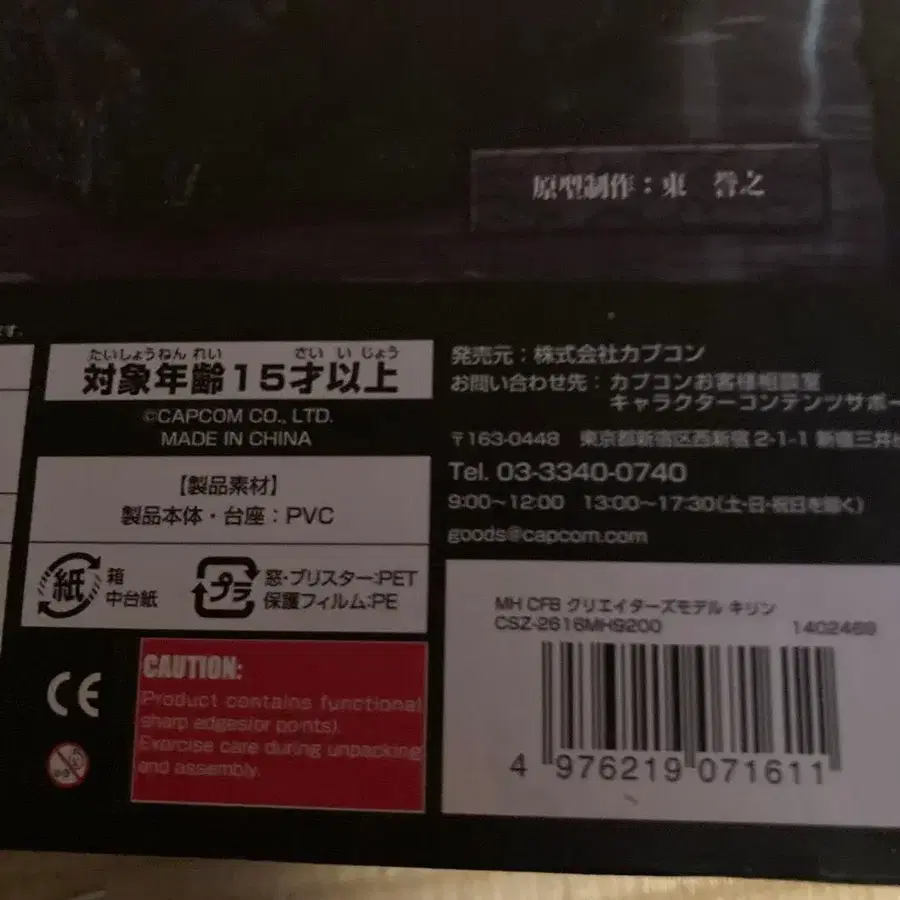 原型制作：東 誉之
ます。
たいしょうねんれい さいいじょう
対象年齢15才以上
©CAPCOM CO., LTD.
MADE IN CHINA
【製品素材】
製品本体・台座：PVC
紙 箱
中台紙
プラ 窓・ブリスター:PET
保護フィルム:PE
CAUTION:
Product contains functional
sharp edges(or points).
Exercise care during unpacking
and assembly.
CE
発売元：株式会社カプコン
お問い合わせ先：カプコンお客様相談室
キャラクターコンテンツサポー
〒163-0448 東京都新宿区西新宿 2-1-1 新宿三井
Tel. 03-3340-0740
9:00～12:00 13:00～17:30(土・日・祝日を除く)
goods@capcom.com
MH CFB クリエイターズモデル キリン
CSZ-2616MH9200 1402469
4 976219 071611